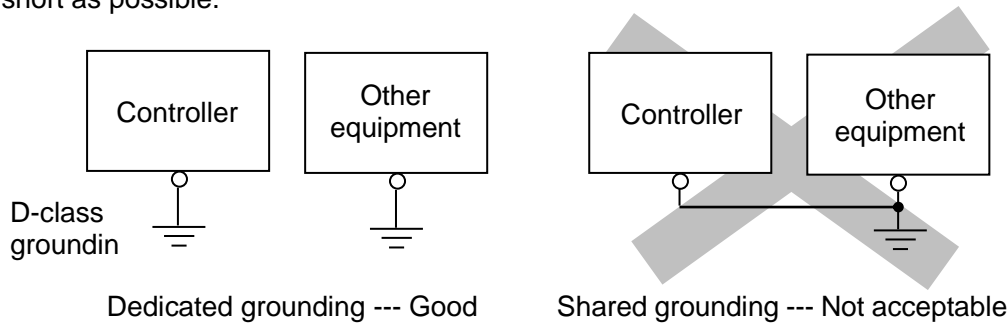 short as possible.
Controller
Other
equipment
Controller
Other
equipment
D-class
groundin
Dedicated grounding --- Good
Shared grounding --- Not acceptable